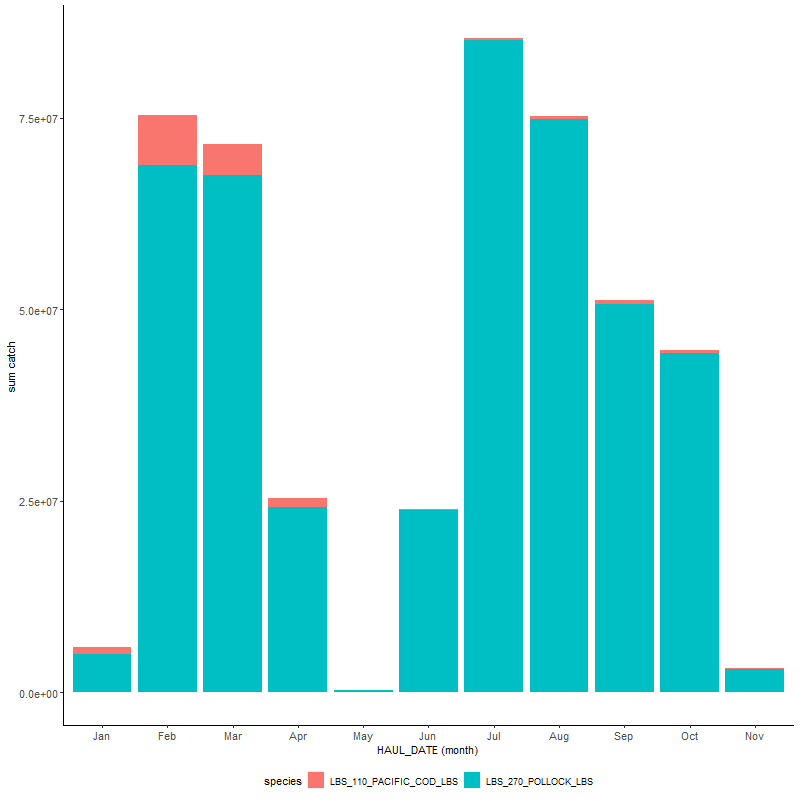 7.5e+07
5.0e+07
2.5e+07
0.0e+00
sum catch
Jan Feb Mar Apr May Jun Jul Aug Sep Oct Nov
HAUL_DATE (month)
species LBS_110_PACIFIC_COD_LBS LBS_270_POLLOCK_LBS